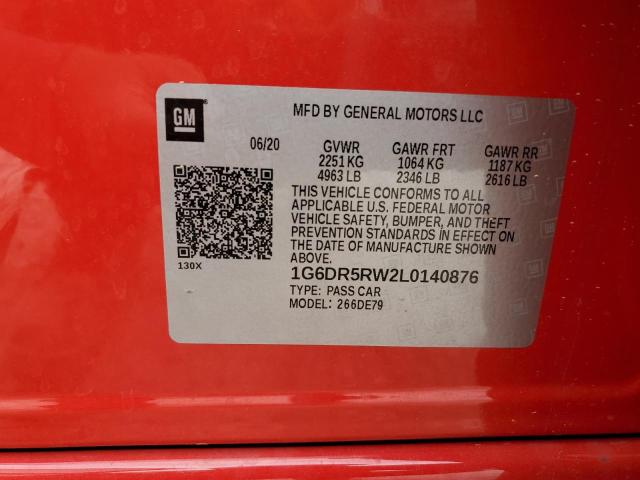 GM
MFD BY GENERAL MOTORS LLC
06/20 GVWR GAWR FRT GAWR RR
2251 KG 1064 KG 1187 KG
4963 LB 2346 LB 2616 LB
THIS VEHICLE CONFORMS TO ALL
APPLICABLE U.S. FEDERAL MOTOR
VEHICLE SAFETY, BUMPER, AND THEFT
PREVENTION STANDARDS IN EFFECT ON
THE DATE OF MANUFACTURE SHOWN
ABOVE.
130X
1G6DR5RW2L0140876
TYPE: PASS CAR
MODEL: 266DE79